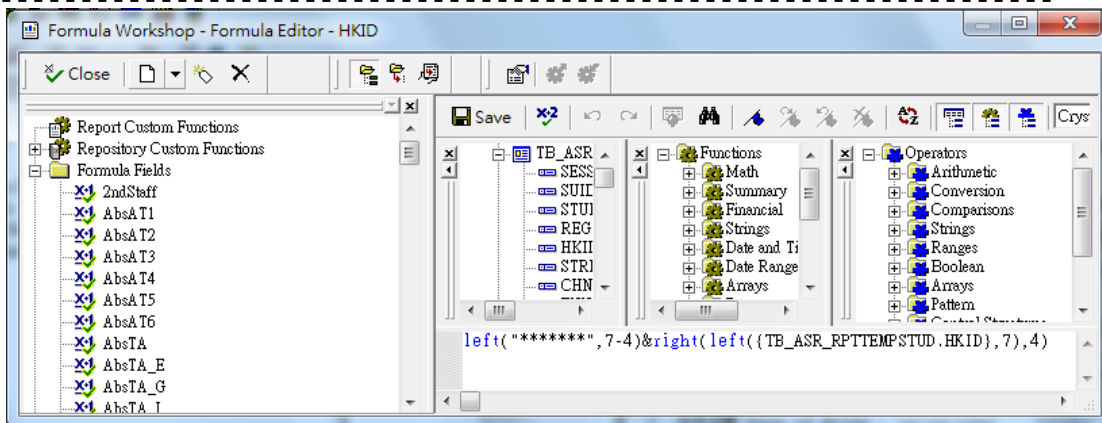 Formula Workshop - Formula Editor - HKID
Close
Save
Crys
Report Custom Functions
Repository Custom Functions
Formula Fields
2ndStaff
AbsAT1
AbsAT2
AbsAT3
AbsAT4
AbsAT5
AbsAT6
AbsTA
AbsTA_E
AbsTA_G
AbsTA_I
TB_ASR
SESS
SUID
STUI
REG
HKII
STRI
CHN
Functions
Math
Summary
Financial
Strings
Date and Ti
Date Range
Arrays
Operators
Arithmetic
Conversion
Comparisons
Strings
Ranges
Boolean
Arrays
Pattern
left("*******",7-4)&right(left({TB_ASR_RPTTEMPSTUD.HKID},7),4)